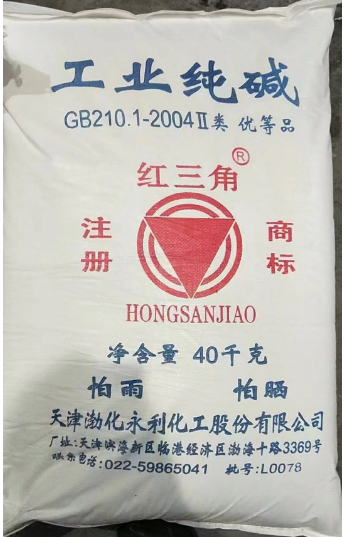 工业纯碱
GB210.1-2004Ⅱ类 优等品
红三角®
注册 商标
HONGSANJIAO
净含量 40千克
怕雨 怕晒
天津渤化永利化工股份有限公司
厂址:天津滨海新区临港经济区渤海十路3369号
联系电话:022-59865041 批号:L0078